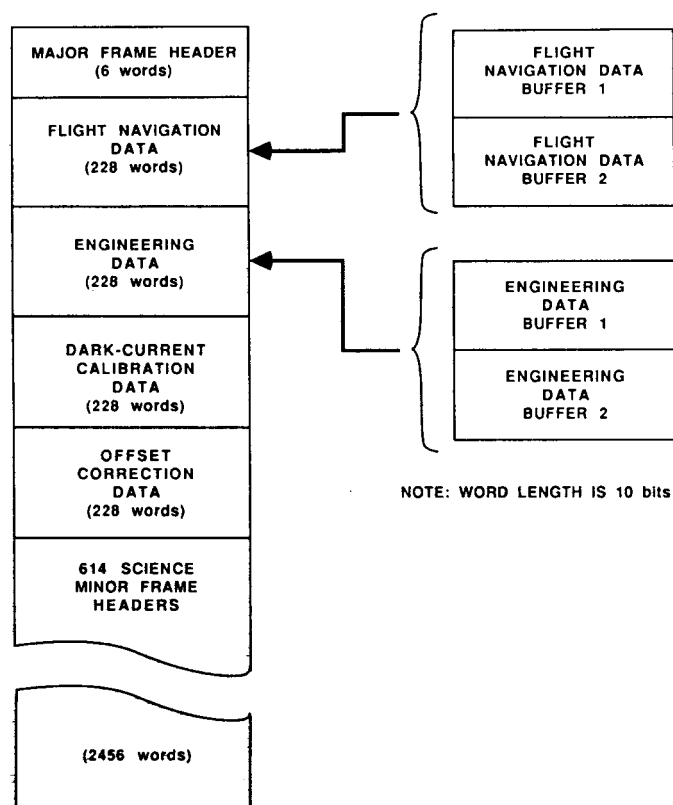 MAJOR FRAME HEADER
(6 words)
FLIGHT NAVIGATION
DATA
(228 words)
ENGINEERING
DATA
(228 words)
DARK-CURRENT
CALIBRATION
DATA
(228 words)
OFFSET
CORRECTION
DATA
(228 words)
614 SCIENCE
MINOR FRAME
HEADERS
(2456 words)
FLIGHT
NAVIGATION DATA
BUFFER 1
FLIGHT
NAVIGATION DATA
BUFFER 2
ENGINEERING
DATA
BUFFER 1
ENGINEERING
DATA
BUFFER 2
NOTE: WORD LENGTH IS 10 bits